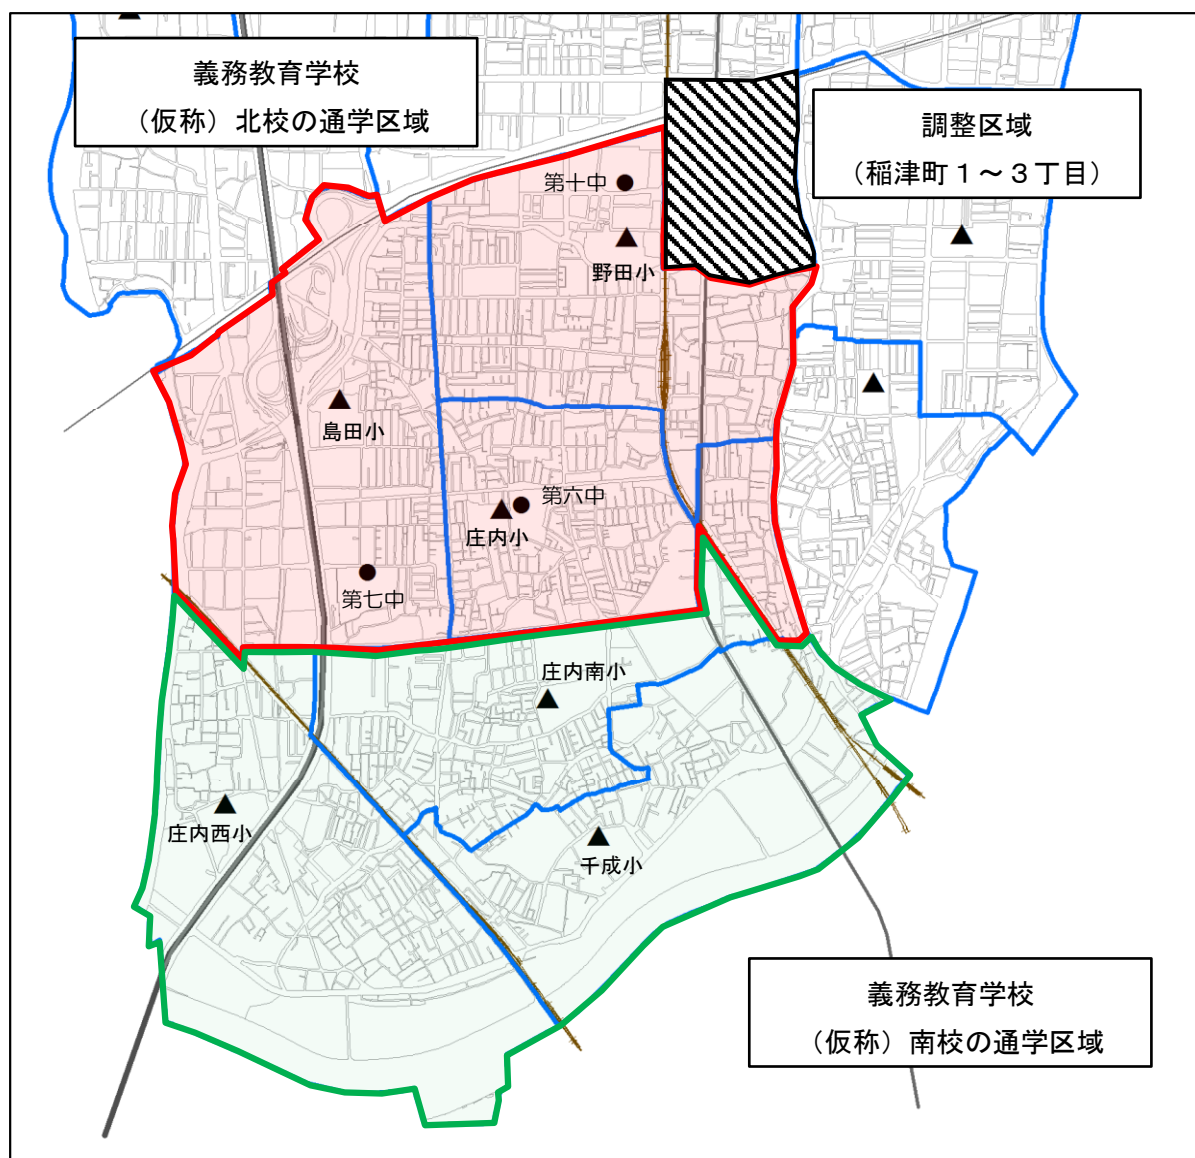 義務教育学校
（仮称）北校の通学区域
調整区域
（稲津町１～３丁目）
第十中
野田小
島田小
第六中
庄内小
第七中
庄内南小
庄内西小
千成小
義務教育学校
（仮称）南校の通学区域